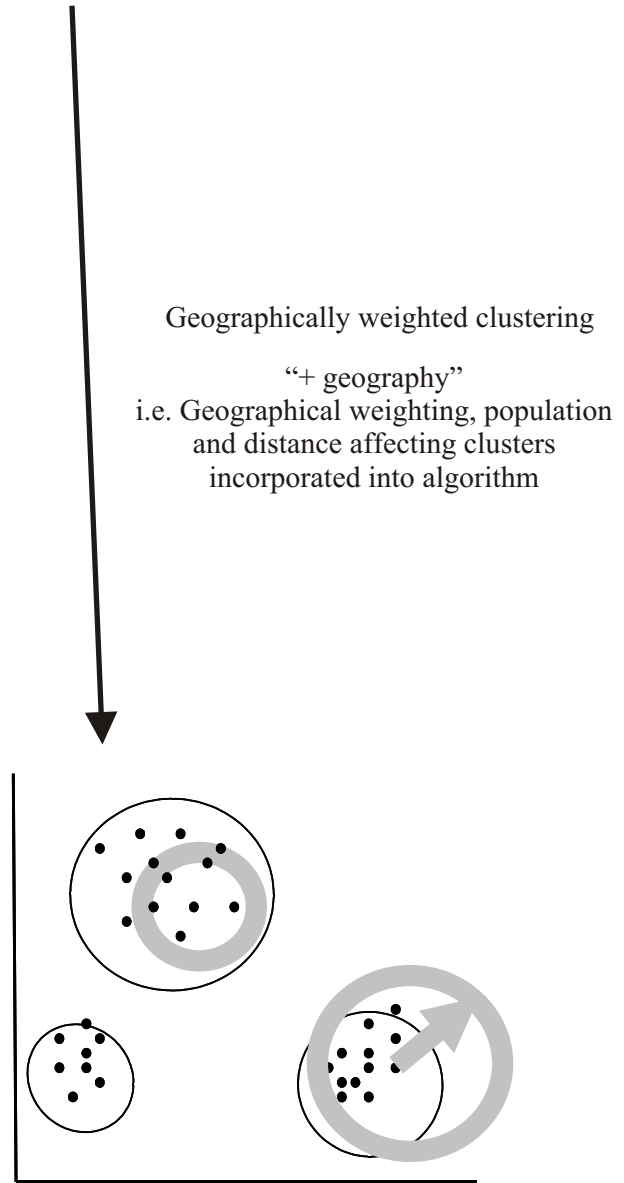 Geographically weighted clustering
“+ geography”
i.e. Geographical weighting, population
and distance affecting clusters
incorporated into algorithm